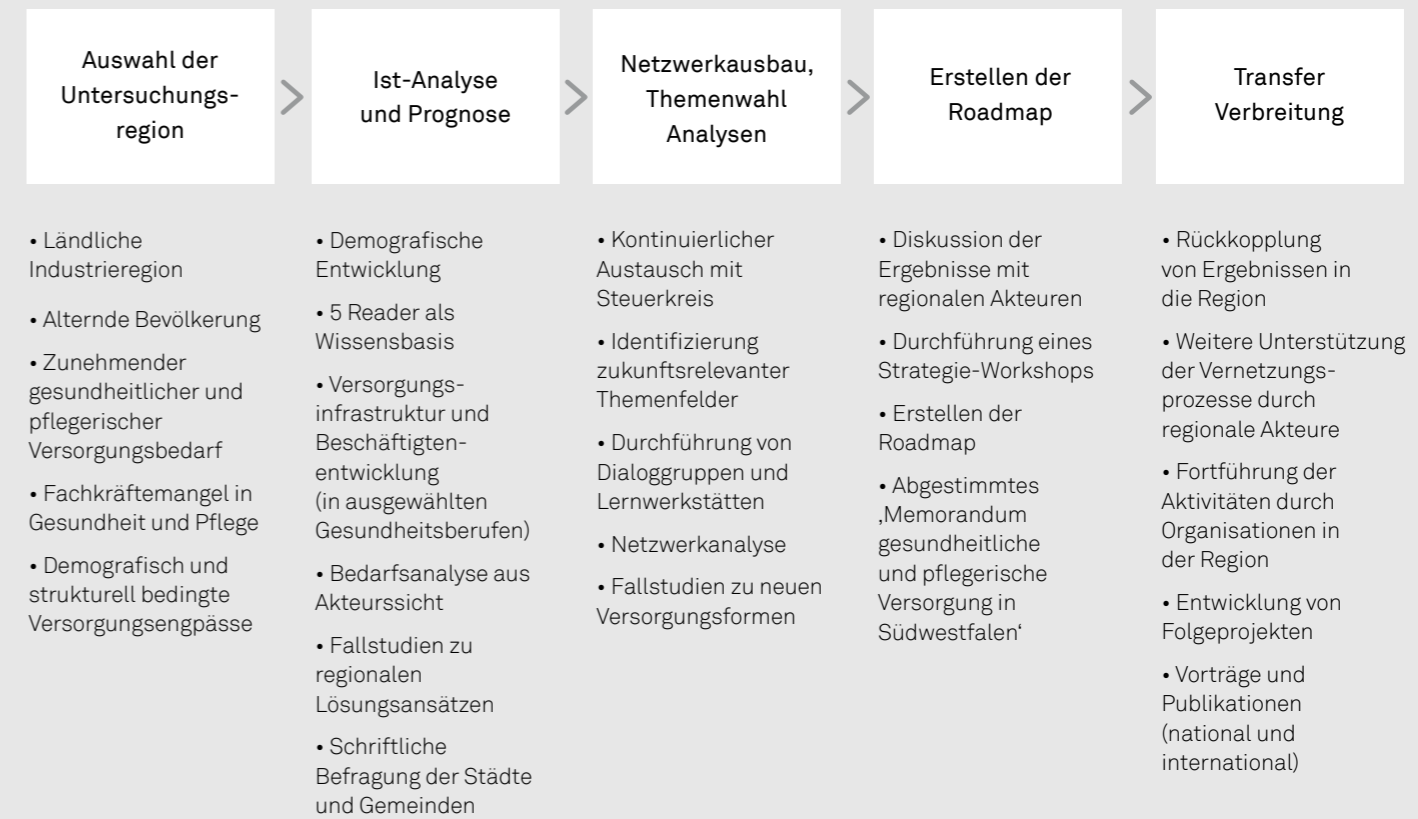 Auswahl der
Untersuchungs-
region
Ist-Analyse
und Prognose
Netzwerkausbau,
Themenwahl
Analysen
Erstellen der
Roadmap
Transfer
Verbreitung
• Ländliche
Industrieregion
• Alternde Bevölkerung
• Zunehmender
gesundheitlicher und
pflegerischer
Versorgungsbedarf
• Fachkräftemangel in
Gesundheit und Pflege
• Demografisch und
strukturell bedingte
Versorgungsengpässe
• Demografische
Entwicklung
• 5 Reader als
Wissensbasis
• Versorgungs-
infrastruktur und
Beschäftigten-
entwicklung
(in ausgewählten
Gesundheitsberufen)
• Bedarfsanalyse aus
Akteurssicht
• Fallstudien zu
regionalen
Lösungsansätzen
• Schriftliche
Befragung der Städte
und Gemeinden
• Kontinuierlicher
Austausch mit
Steuerkreis
• Identifizierung
zukunftsrelevanter
Themenfelder
• Durchführung von
Dialoggruppen und
Lernwerkstätten
• Netzwerkanalyse
• Fallstudien zu neuen
Versorgungsformen
• Diskussion der
Ergebnisse mit
regionalen Akteuren
• Durchführung eines
Strategie-Workshops
• Erstellen der
Roadmap
• Abgestimmtes
‚Memorandum
gesundheitliche
und pflegerische
Versorgung in
Südwestfalen‘
• Rückkopplung
von Ergebnissen in
die Region
• Weitere Unterstützung
der Vernetzungs-
prozesse durch
regionale Akteure
• Fortführung der
Aktivitäten durch
Organisationen in
der Region
• Entwicklung von
Folgeprojekten
• Vorträge und
Publikationen
(national und
international)